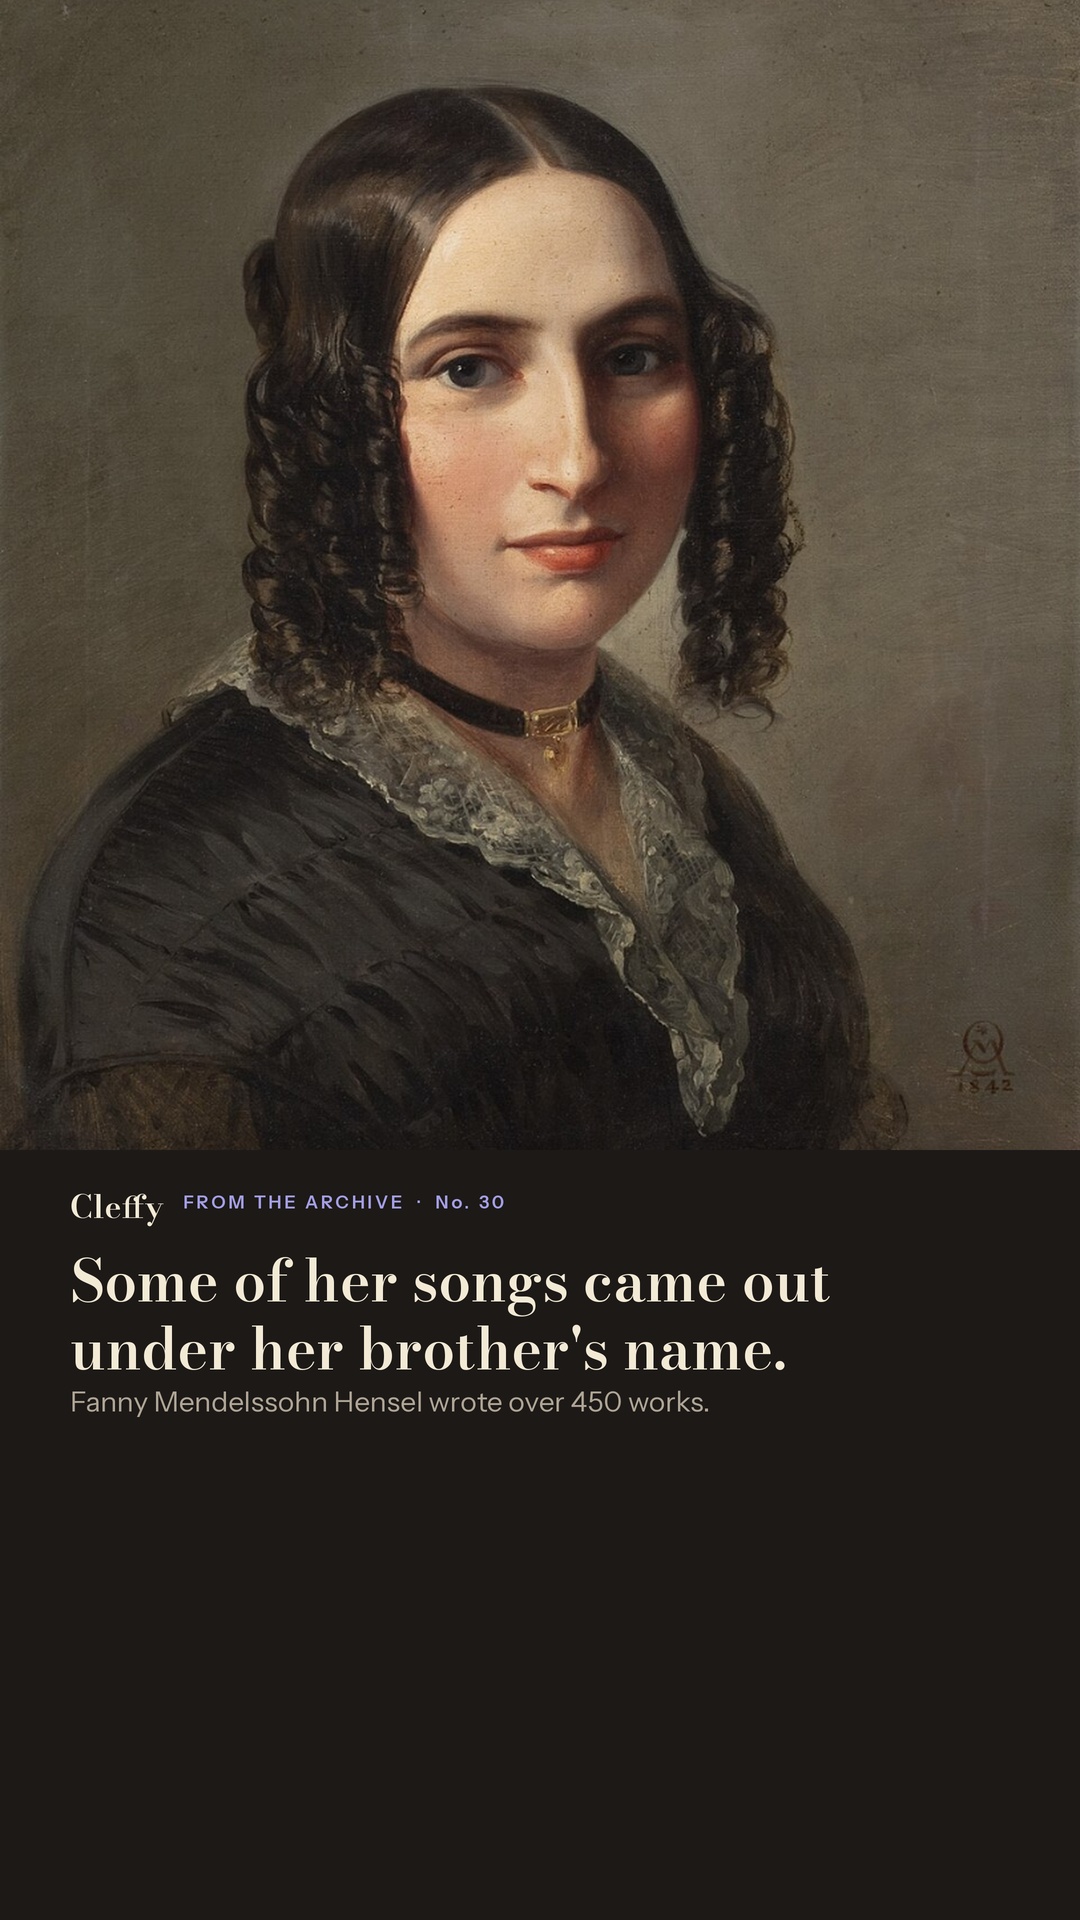 1842
Cleffy FROM THE ARCHIVE · No. 30
Some of her songs came out
under her brother's name.
Fanny Mendelssohn Hensel wrote over 450 works.